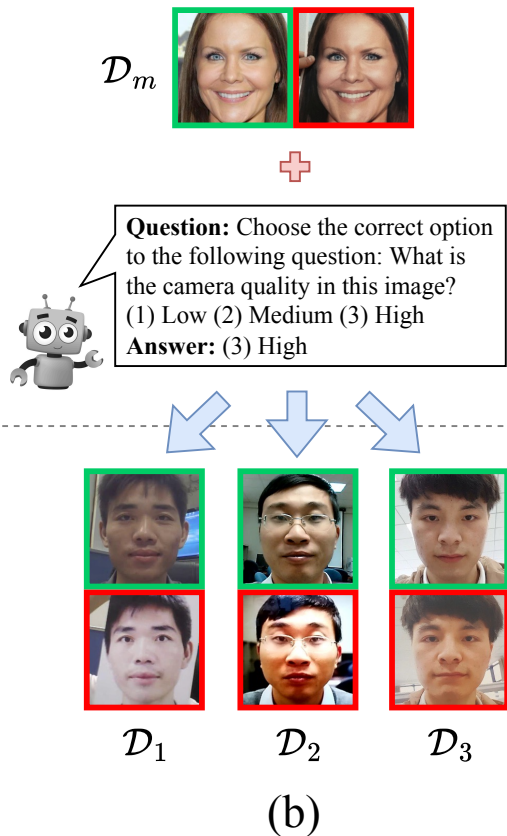 𝒟ₘ
Question: Choose the correct option
to the following question: What is
the camera quality in this image?
(1) Low (2) Medium (3) High
Answer: (3) High
𝒟₁ 𝒟₂ 𝒟₃
(b)